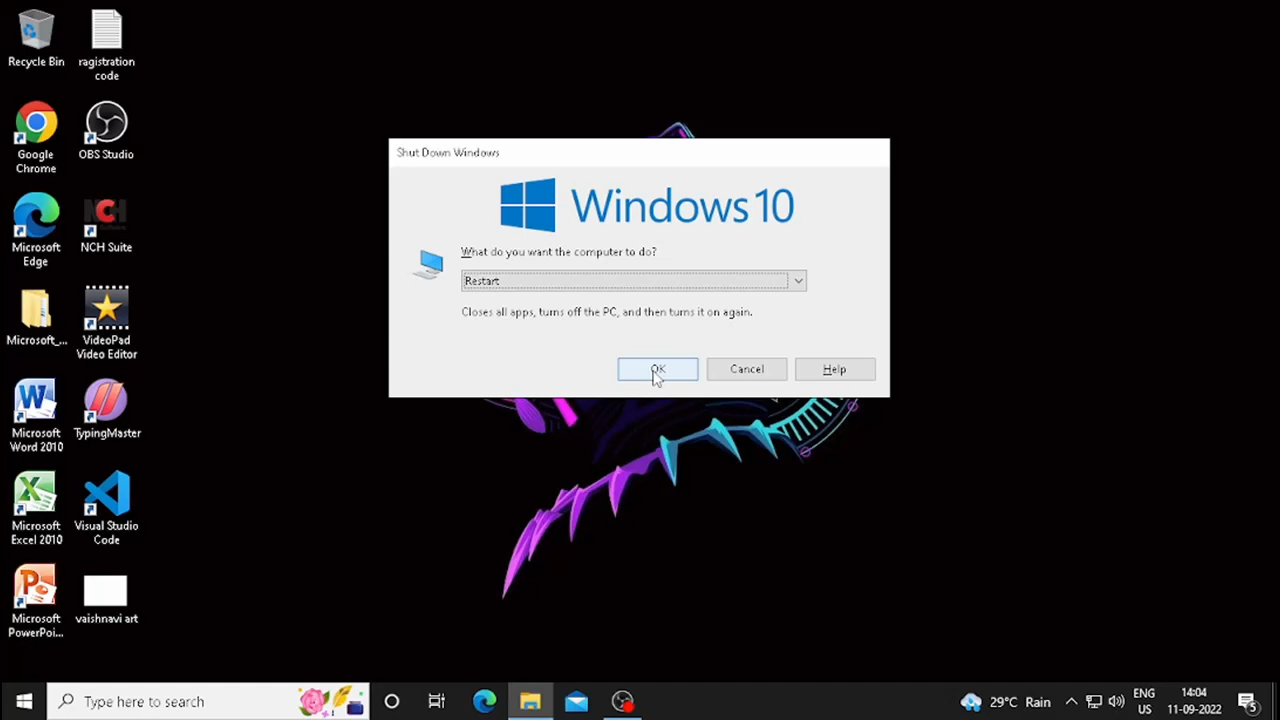 Recycle Bin
ragistration
code
Google
Chrome
OBS Studio
Microsoft
Edge
NCH
Software
NCH Suite
Microsoft_...
VideoPad
Video Editor
Microsoft
Word 2010
TypingMaster
Microsoft
Excel 2010
Visual Studio
Code
Microsoft
PowerPoi...
vaishnavi art
Shut Down Windows
Windows 10
What do you want the computer to do?
Restart
Closes all apps, turns off the PC, and then turns it on again.
OK
Cancel
Help
Type here to search
29°C Rain
ENG
US
14:04
11-09-2022
5